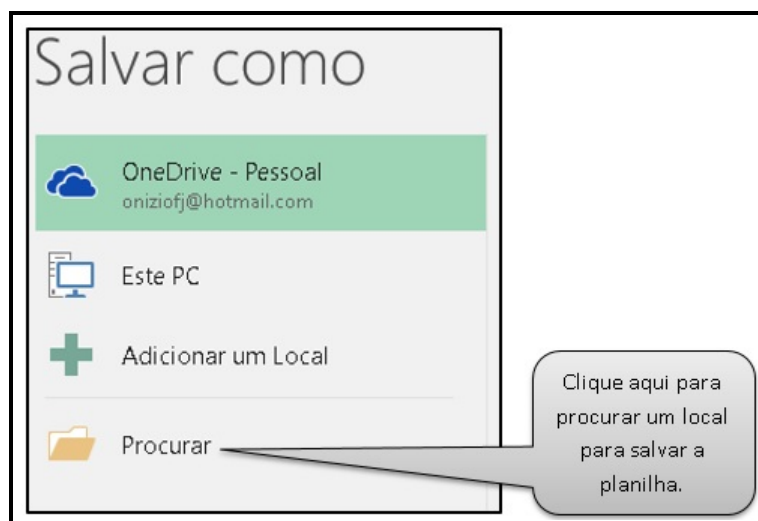 Salvar como
OneDrive - Pessoal
oniziofj@hotmail.com
Este PC
Adicionar um Local
Procurar
Clique aqui para
procurar um local
para salvar a
planilha.